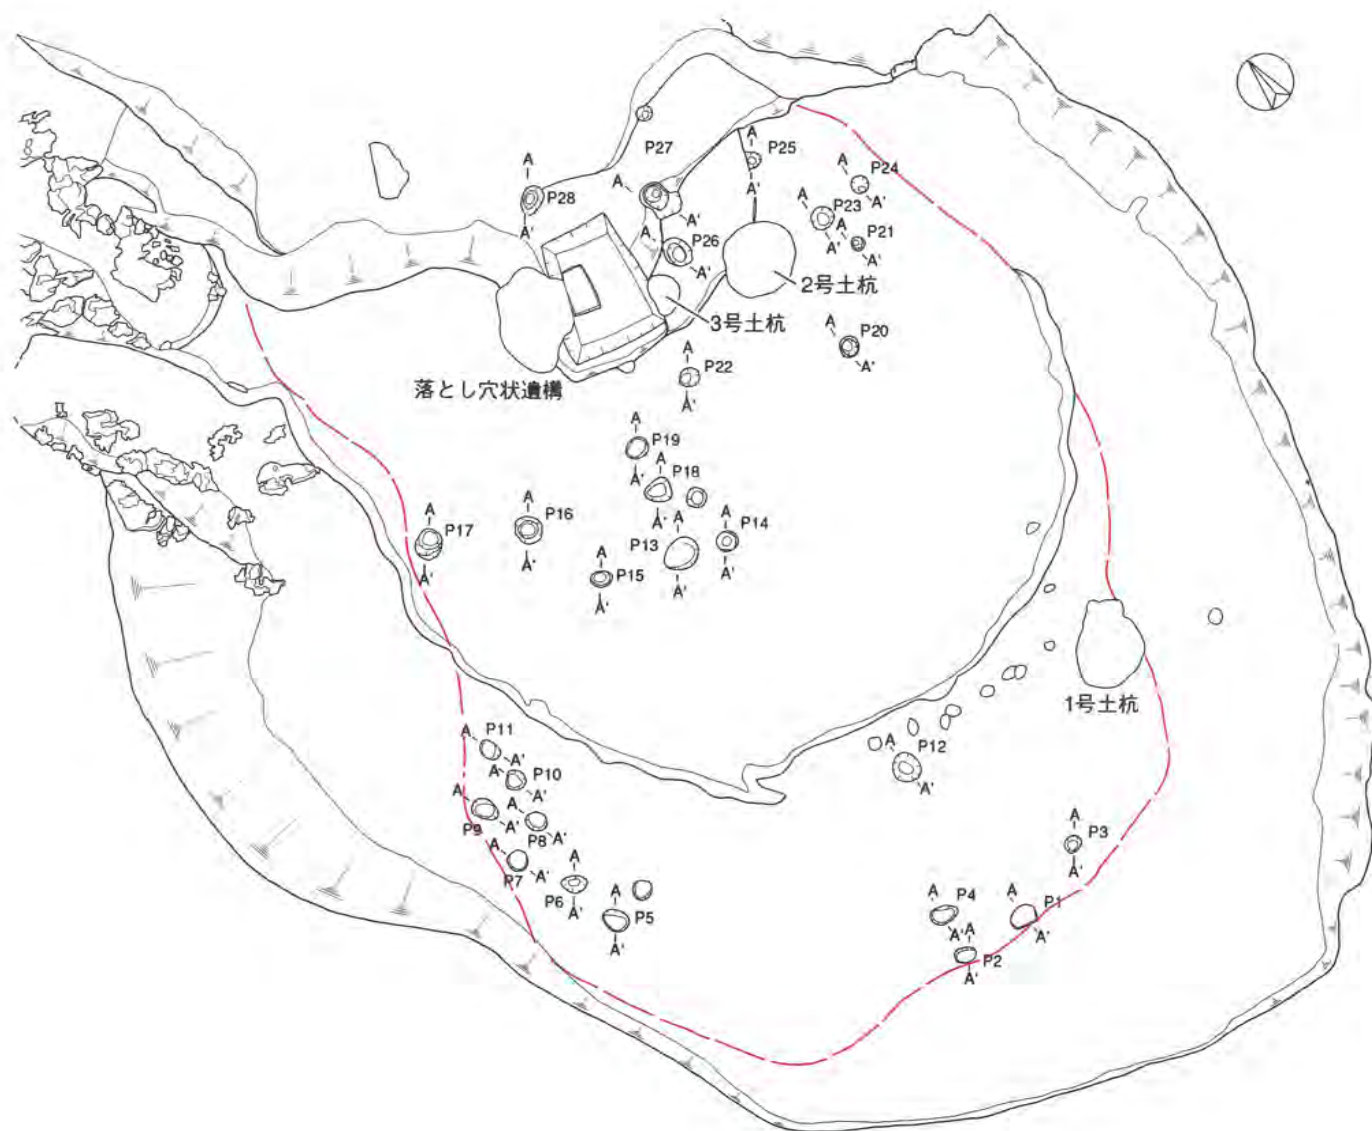 A
P25
A'
P27
A
A'
A
P24
A'
A
P28
A'
A
P23
A'
A
P21
A
P26
A'
2号土杭
3号土杭
A
P20
A'
A
P22
A'
落とし穴状遺構
A
P19
A'
A
P18
A'
A
P17
A'
A
P16
A'
A
P13
A'
A
P14
A'
A
P15
A'
1号土杭
A
P11
A'
A
P10
A'
A
P12
A'
A
P9
A'
A
P8
A'
A
P7
A'
A
P3
A'
A
P6
A'
A
P5
A'
A
P4
A'
A
P1
A'
A
P2
A'